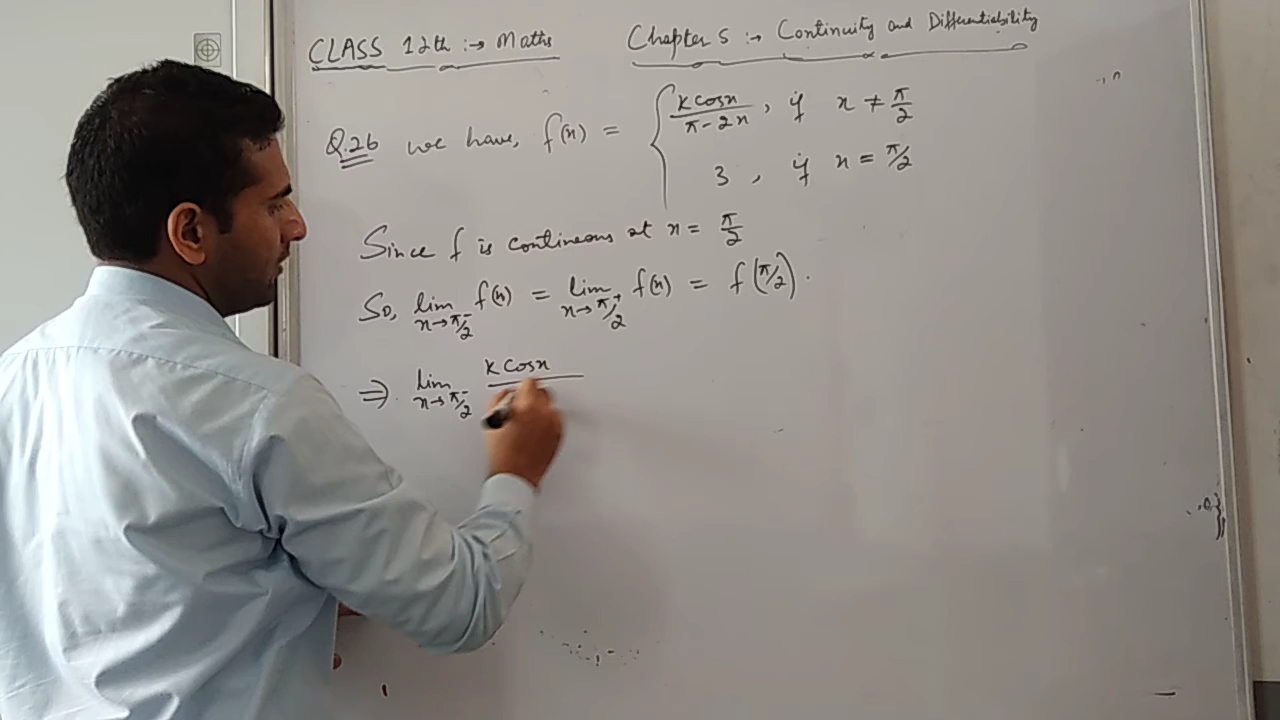 CLASS 12th :→ Maths Chapter 5 :→ Continuity and Differentiability
Q.26 we have, f(x) = { k cosx / π-2x , if x ≠ π/2
3 , if x = π/2
Since f is contineous at x = π/2
So, lim x→π/2⁻ f(x) = lim x→π/2⁺ f(x) = f(π/2).
⇒ lim x→π/2⁻ k cosx